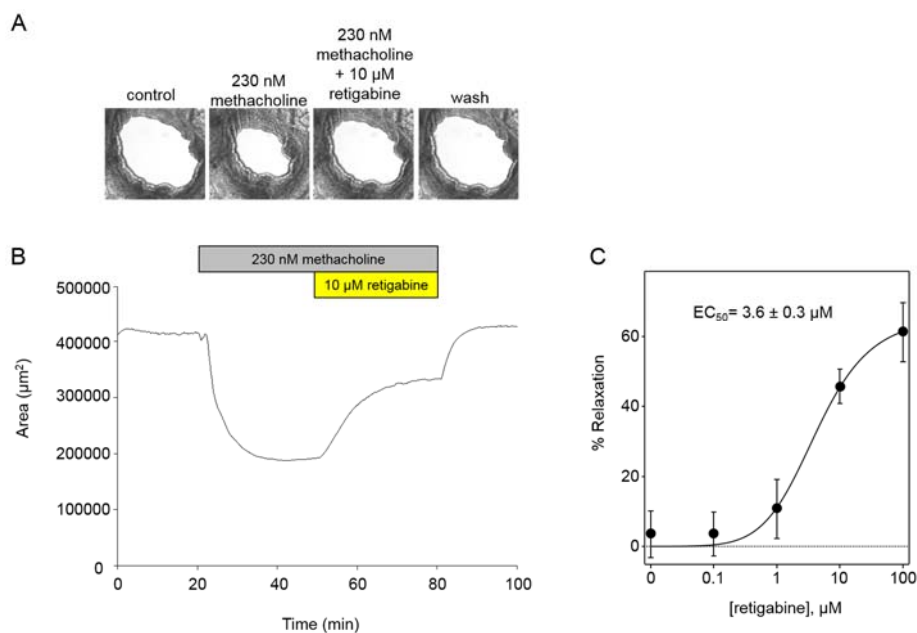 A
control
230 nM
methacholine
230 nM
methacholine
+ 10 µM
retigabine
wash
B
230 nM methacholine
10 µM retigabine
500000
400000
300000
200000
100000
0
Area (µm²)
0 20 40 60 80 100
Time (min)
C
EC₅₀= 3.6 ± 0.3 µM
60
40
20
0
% Relaxation
0 0.1 1 10 100
[retigabine], µM